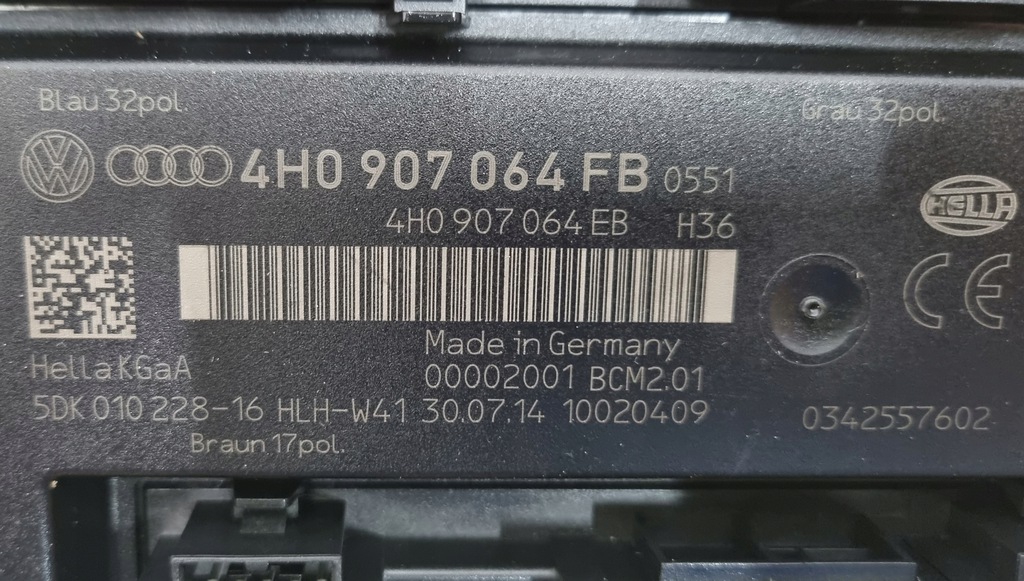 Blau 32pol.
Grau 32pol.
4H0 907 064 FB 0551
HELLA
4H0 907 064 EB H36
CE
Made in Germany
Hella KGaA
00002001 BCM2.01
5DK 010 228-16 HLH-W41 30.07.14 10020409
0342557602
Braun 17pol.